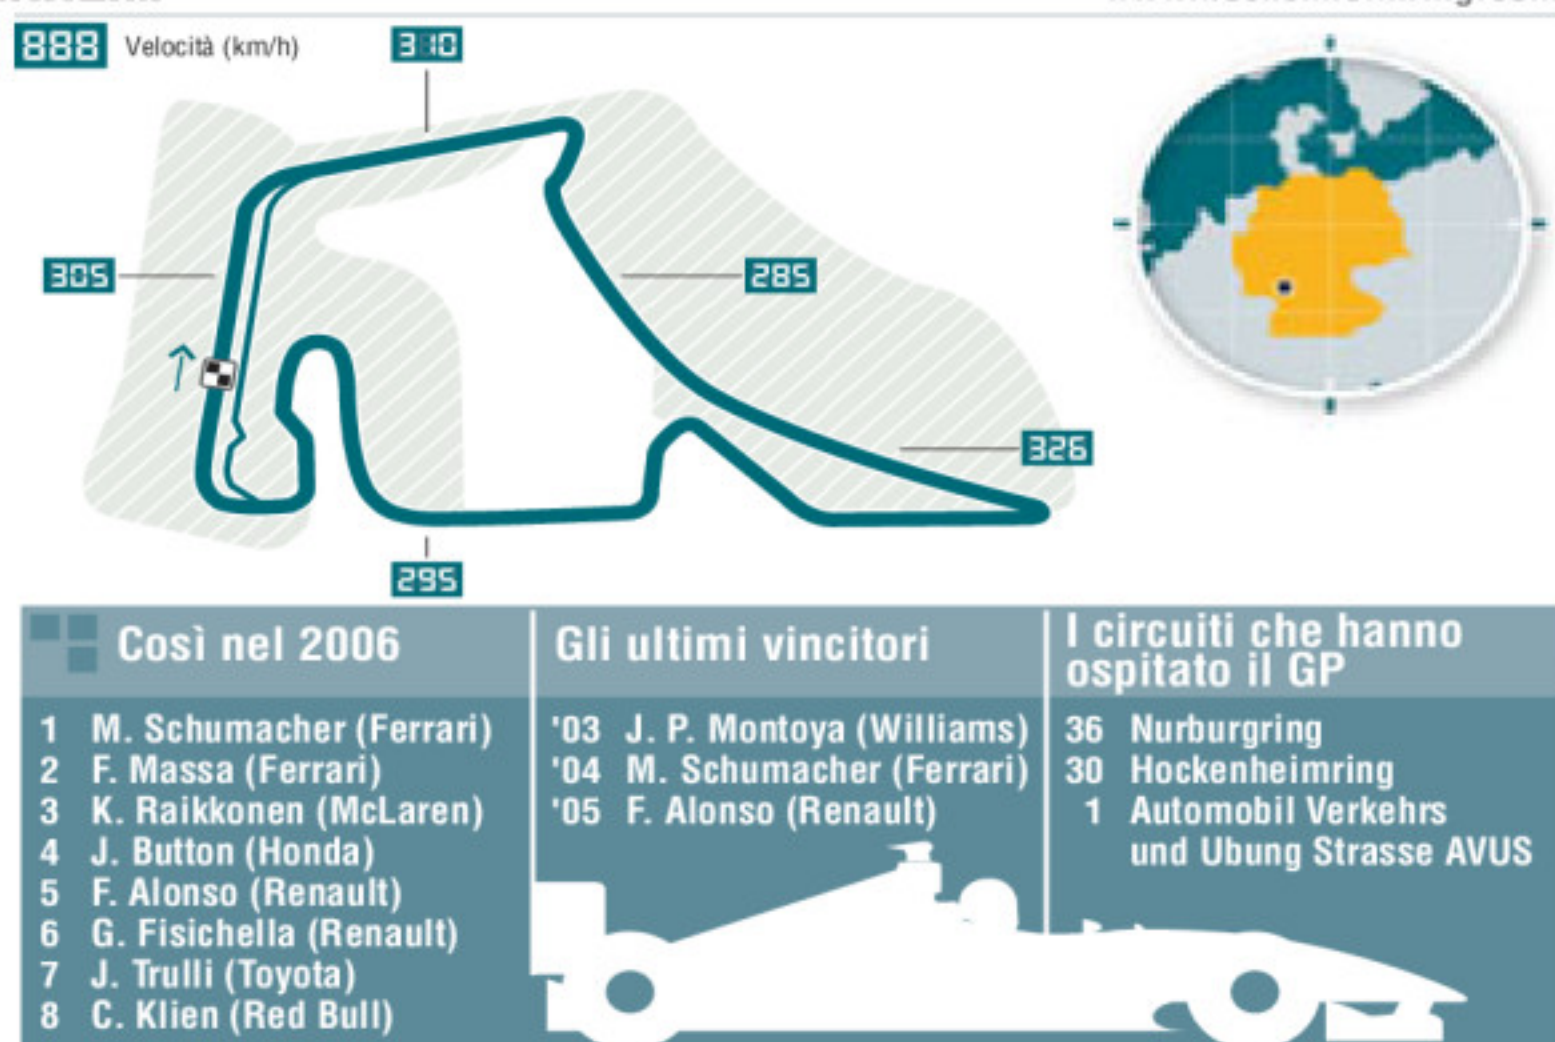 888 Velocità (km/h)
310
305
285
326
295
Così nel 2006
1 M. Schumacher (Ferrari)
2 F. Massa (Ferrari)
3 K. Raikkonen (McLaren)
4 J. Button (Honda)
5 F. Alonso (Renault)
6 G. Fisichella (Renault)
7 J. Trulli (Toyota)
8 C. Klien (Red Bull)
Gli ultimi vincitori
'03 J. P. Montoya (Williams)
'04 M. Schumacher (Ferrari)
'05 F. Alonso (Renault)
I circuiti che hanno
ospitato il GP
36 Nurburgring
30 Hockenheimring
1 Automobil Verkehrs
und Ubung Strasse AVUS